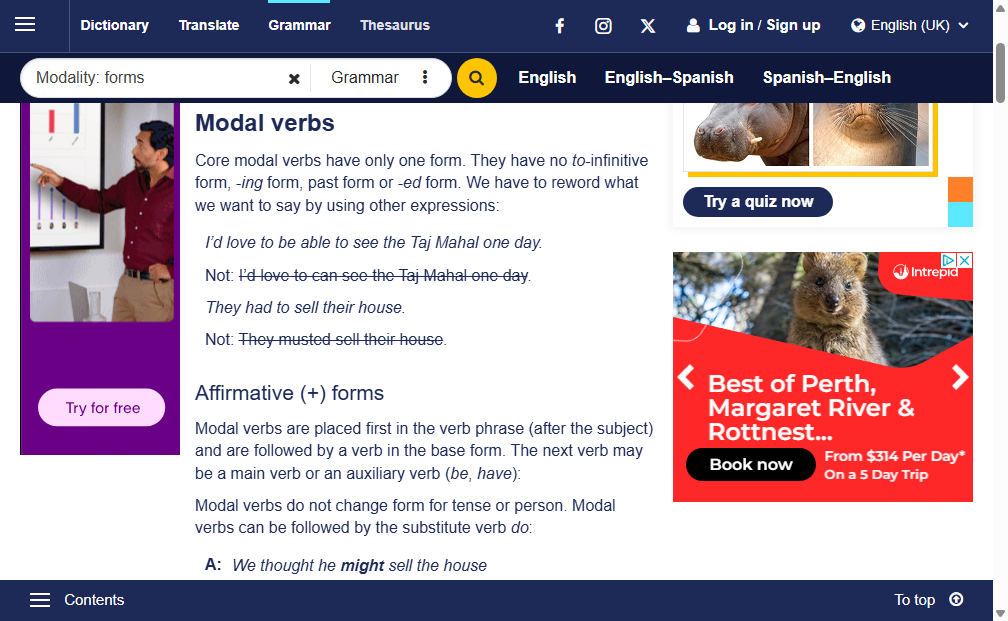 Dictionary Translate Grammar Thesaurus Log in / Sign up English (UK)
Modality: forms Grammar English English–Spanish Spanish–English
Modal verbs
Core modal verbs have only one form. They have no to-infinitive
form, -ing form, past form or -ed form. We have to reword what
we want to say by using other expressions:
I’d love to be able to see the Taj Mahal one day.
Not: I’d love to can see the Taj Mahal one day.
They had to sell their house.
Not: They musted sell their house.
Affirmative (+) forms
Modal verbs are placed first in the verb phrase (after the subject)
and are followed by a verb in the base form. The next verb may
be a main verb or an auxiliary verb (be, have):
Modal verbs do not change form for tense or person. Modal
verbs can be followed by the substitute verb do:
A: We thought he might sell the house
Try for free
Try a quiz now
Intrepid
Best of Perth,
Margaret River &
Rottnest...
Book now
From $314 Per Day*
On a 5 Day Trip
Contents To top